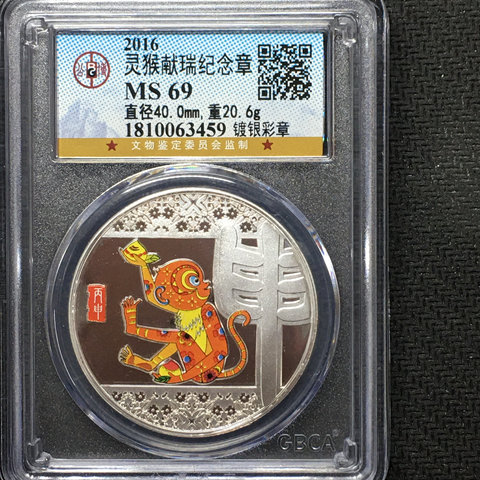 2016
灵猴献瑞纪念章
MS 69
直径40.0mm,重20.6g
1810063459 镀银彩章
★ 文物鉴定委员会监制 ★
丙申
申
GBCA